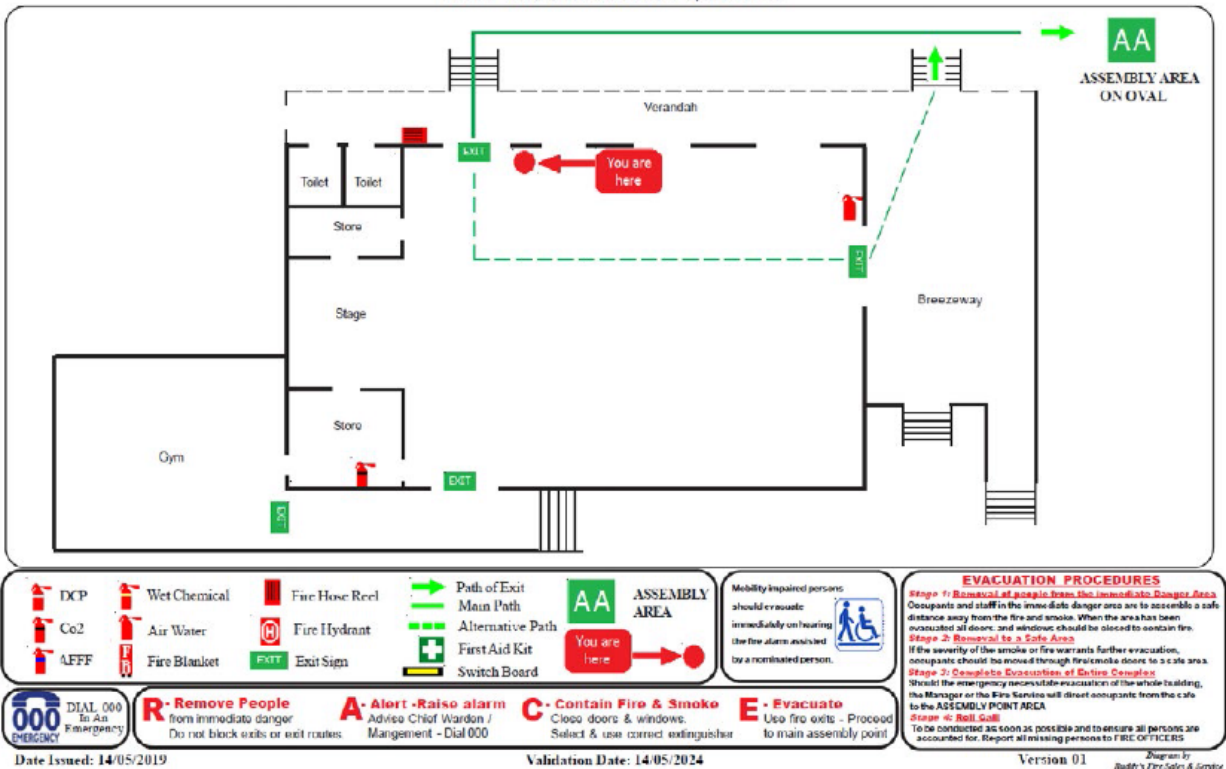 AA
ASSEMBLY AREA
ON OVAL
Verandah
EXIT
You are
here
Toilet
Toilet
Store
EXIT
Stage
Breezeway
Store
Gym
EXIT
EXIT
DCP
Wet Chemical
Fire Hose Reel
Path of Exit
Main Path
AA
ASSEMBLY
AREA
Co2
Air Water
H
Fire Hydrant
Alternative Path
First Aid Kit
You are
here
AFFF
FB
Fire Blanket
EXIT
Exit Sign
Switch Board
Mobility impaired persons
should evacuate
immediately on hearing
the fire alarm assisted
by a nominated person.
EVACUATION PROCEDURES
Stage 1: Removal of people from the immediate Danger Area
Occupants and staff in the immediate danger area are to assemble a safe
distance away from the fire and smoke. When the area has been
evacuated all doors and windows should be closed to contain fire.
Stage 2: Removal to a Safe Area
If the severity of the smoke or fire warrants further evacuation,
occupants should be moved through fire/smoke doors to a safe area.
Stage 3: Complete Evacuation of Entire Complex
Should the emergency necessitate evacuation of the whole building,
the Manager or the Fire Service will direct occupants from the safe
to the ASSEMBLY POINT AREA
Stage 4: Roll Call
To be conducted as soon as possible and to ensure all persons are
accounted for. Report all missing persons to FIRE OFFICERS
000
EMERGENCY
DIAL 000
In An
Emergency
R - Remove People
from immediate danger
Do not block exits or exit routes.
A - Alert -Raise alarm
Advise Chief Warden /
Mangement - Dial 000
C - Contain Fire & Smoke
Close doors & windows.
Select & use correct extinguisher
E - Evacuate
Use fire exits - Proceed
to main assembly point
Date Issued: 14/05/2019
Validation Date: 14/05/2024
Version 01
Diagram by
Fire Sales & Service